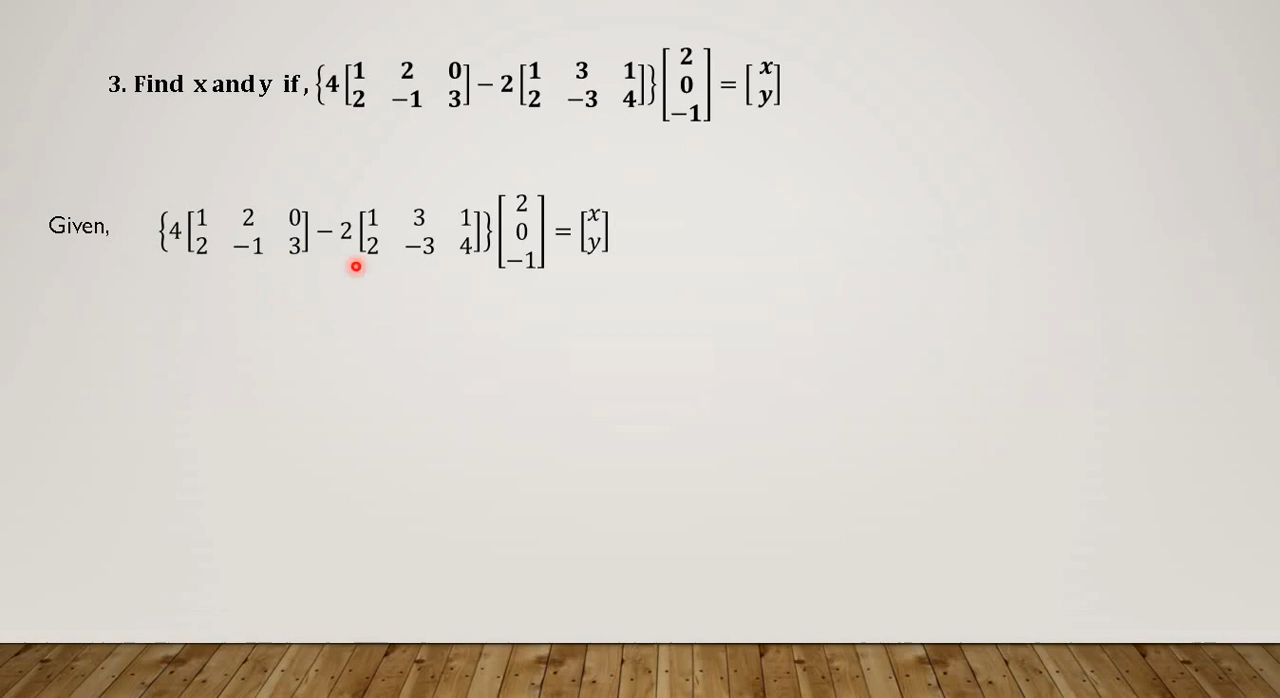 3. Find x and y if, {4[1 2 0; 2 −1 3] − 2[1 3 1; 2 −3 4]}[2; 0; −1] = [x; y]
Given, {4[1 2 0; 2 −1 3] − 2[1 3 1; 2 −3 4]}[2; 0; −1] = [x; y]